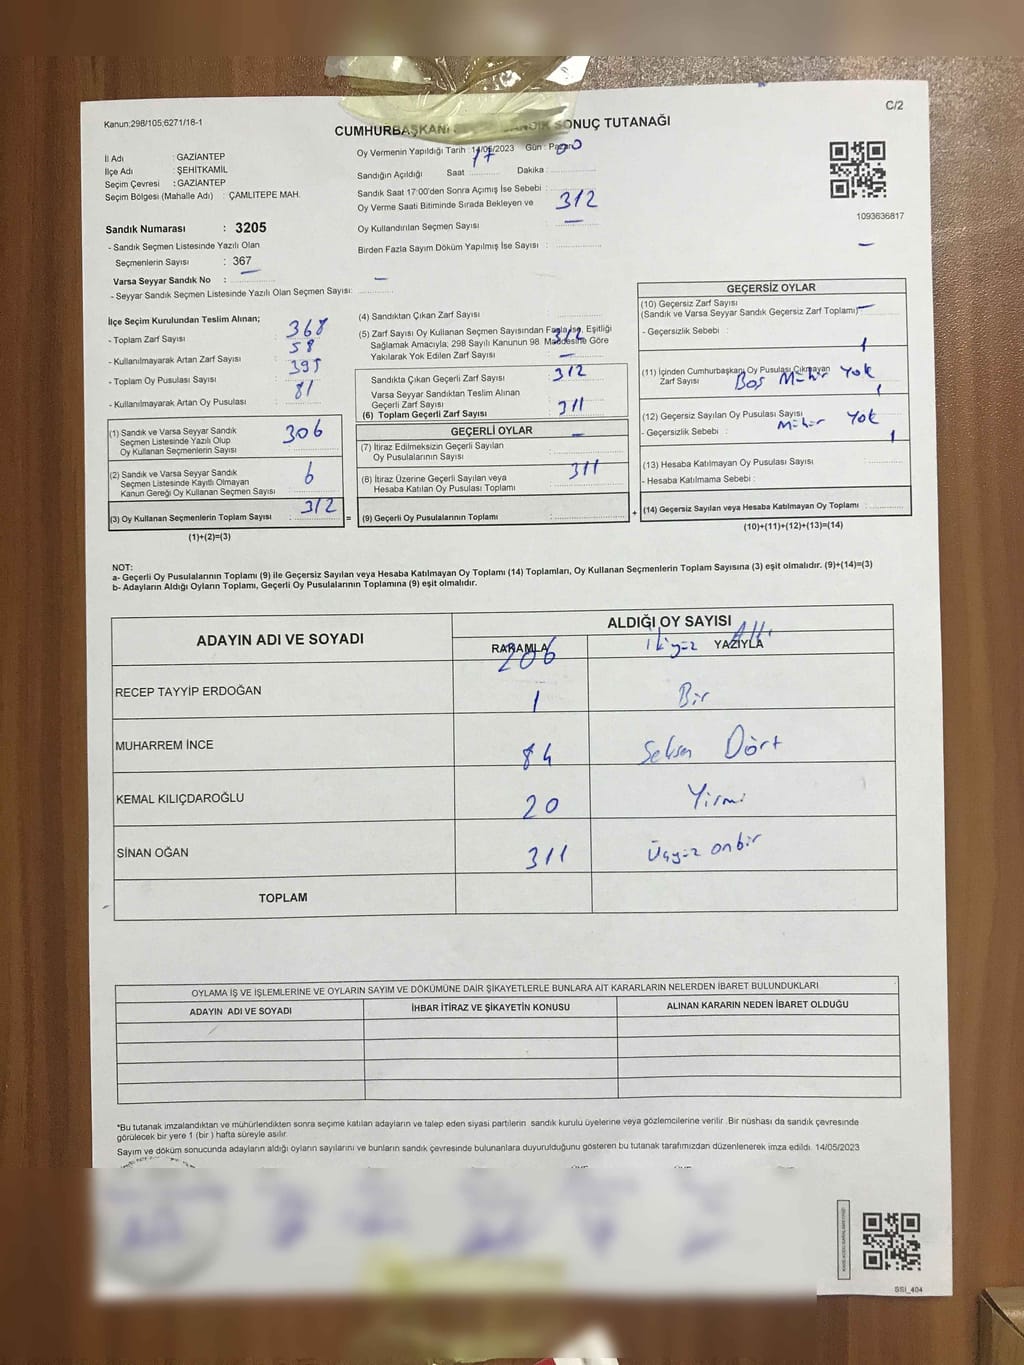 C/2
Kanun:298/105;6271/18-1
CUMHURBAŞKANI SONUÇ TUTANAĞI
İl Adı : GAZİANTEP
İlçe Adı : ŞEHİTKAMİL
Seçim Çevresi : GAZİANTEP
Seçim Bölgesi (Mahalle Adı) : ÇAMLITEPE MAH.
Oy Vermenin Yapıldığı Tarih : 14/05/2023 Gün : Pazar
Sandığın Açıldığı Saat 17 Dakika : 00
Sandık Saat 17:00'den Sonra Açımış İse Sebebi :
Oy Verme Saati Bitiminde Sırada Bekleyen ve 312
Oy Kullandırılan Seçmen Sayısı : —
Birden Fazla Sayım Döküm Yapılmış İse Sayısı :
1093636817
—
Sandık Numarası : 3205
- Sandık Seçmen Listesinde Yazılı Olan
Seçmenlerin Sayısı : 367
Varsa Seyyar Sandık No : —
- Seyyar Sandık Seçmen Listesinde Yazılı Olan Seçmen Sayısı: —
İlçe Seçim Kurulundan Teslim Alınan;
- Toplam Zarf Sayısı 368
58
- Kullanılmayarak Artan Zarf Sayısı 395
- Toplam Oy Pusulası Sayısı 81
- Kullanılmayarak Artan Oy Pusulası
(1) Sandık ve Varsa Seyyar Sandık
Seçmen Listesinde Yazılı Olup 306
Oy Kullanan Seçmenlerin Sayısı
(2) Sandık ve Varsa Seyyar Sandık
Seçmen Listesinde Kayıtlı Olmayan 6
Kanun Gereği Oy Kullanan Seçmen Sayısı
(3) Oy Kullanan Seçmenlerin Toplam Sayısı 312
(1)+(2)=(3)
(4) Sandıktan Çıkan Zarf Sayısı
(5) Zarf Sayısı Oy Kullanan Seçmen Sayısından Fazla İse, Eşitliği 312
Sağlamak Amacıyla, 298 Sayılı Kanunun 98. Maddesine Göre
Yakılarak Yok Edilen Zarf Sayısı —
Sandıkta Çıkan Geçerli Zarf Sayısı 312
Varsa Seyyar Sandıktan Teslim Alınan
Geçerli Zarf Sayısı
(6) Toplam Geçerli Zarf Sayısı 311
GEÇERLİ OYLAR
(7) İtiraz Edilmeksizin Geçerli Sayılan —
Oy Pusulalarının Sayısı
(8) İtiraz Üzerine Geçerli Sayılan veya 311
Hesaba Katılan Oy Pusulası Toplamı
= (9) Geçerli Oy Pusulalarının Toplamı
GEÇERSİZ OYLAR
(10) Geçersiz Zarf Sayısı
(Sandık ve Varsa Seyyar Sandık Geçersiz Zarf Toplamı) —
- Geçersizlik Sebebi :
1
(11) İçinden Cumhurbaşkanı Oy Pusulası Çıkmayan
Zarf Sayısı Boş Mühür Yok
1
(12) Geçersiz Sayılan Oy Pusulası Sayısı Yok
- Geçersizlik Sebebi : Mühür
1
(13) Hesaba Katılmayan Oy Pusulası Sayısı
- Hesaba Katılmama Sebebi :
+ (14) Geçersiz Sayılan veya Hesaba Katılmayan Oy Toplamı :
(10)+(11)+(12)+(13)=(14)
NOT:
a- Geçerli Oy Pusulalarının Toplamı (9) ile Geçersiz Sayılan veya Hesaba Katılmayan Oy Toplamı (14) Toplamları, Oy Kullanan Seçmenlerin Toplam Sayısına (3) eşit olmalıdır. (9)+(14)=(3)
b- Adayların Aldığı Oyların Toplamı, Geçerli Oy Pusulalarının Toplamına (9) eşit olmalıdır.
ADAYIN ADI VE SOYADI
ALDIĞI OY SAYISI
RAKAMLA YAZIYLA
206 ikiyüz Altı
RECEP TAYYİP ERDOĞAN
1 Bir
MUHARREM İNCE
84 Seksen Dört
KEMAL KILIÇDAROĞLU
20 Yirmi
SİNAN OĞAN
311 Üçyüz onbir
TOPLAM
OYLAMA İŞ VE İŞLEMLERİNE VE OYLARIN SAYIM VE DÖKÜMÜNE DAİR ŞİKAYETLERLE BUNLARA AİT KARARLARIN NELERDEN İBARET BULUNDUKLARI
ADAYIN ADI VE SOYADI İHBAR İTİRAZ VE ŞİKAYETİN KONUSU ALINAN KARARIN NEDEN İBARET OLDUĞU
*Bu tutanak imzalandıktan ve mühürlendikten sonra seçime katılan adayların ve talep eden siyasi partilerin sandık kurulu üyelerine veya gözlemcilerine verilir. Bir nüshası da sandık çevresinde
görülecek bir yere 1 (bir) hafta süreyle asılır.
Sayım ve döküm sonucunda adayların aldığı oyların sayılarını ve bunların sandık çevresinde bulunanlara duyurulduğunu gösteren bu tutanak tarafımızdan düzenlenerek imza edildi. 14/05/2023
SSI_404